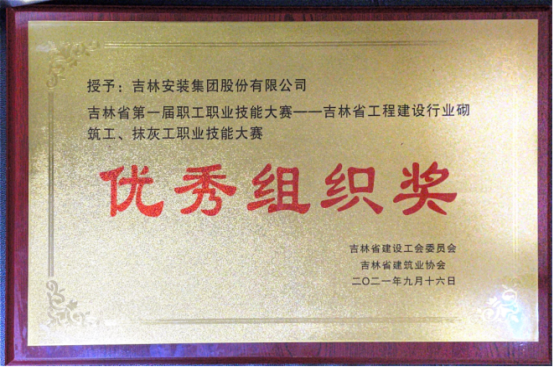 授予：吉林安装集团股份有限公司
吉林省第一届职工职业技能大赛——吉林省工程建设行业砌
筑工、抹灰工职业技能大赛
优秀组织奖
吉林省建设工会委员会
吉林省建筑业协会
二〇二一年九月十六日